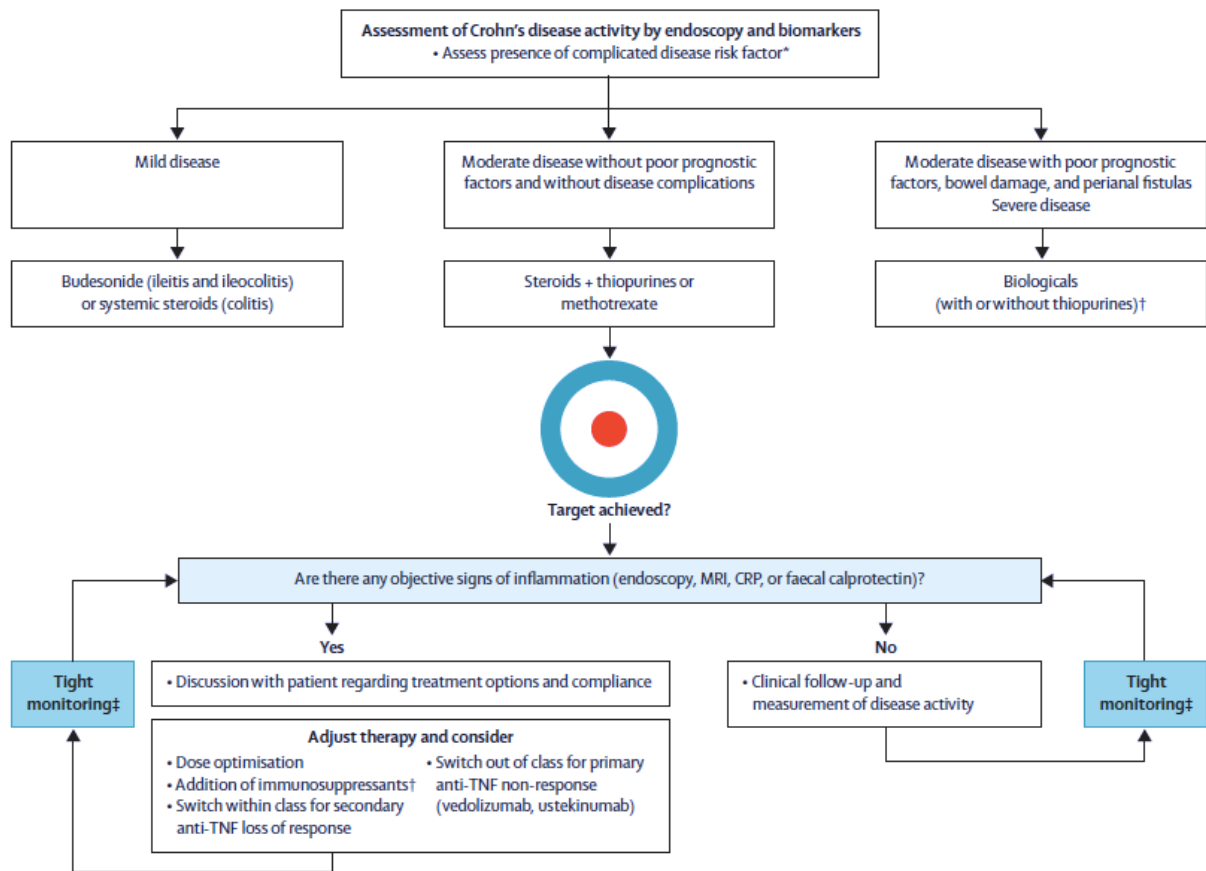 Assessment of Crohn's disease activity by endoscopy and biomarkers
• Assess presence of complicated disease risk factor*
Mild disease
Moderate disease without poor prognostic
factors and without disease complications
Moderate disease with poor prognostic
factors, bowel damage, and perianal fistulas
Severe disease
Budesonide (ileitis and ileocolitis)
or systemic steroids (colitis)
Steroids + thiopurines or
methotrexate
Biologicals
(with or without thiopurines)†
Target achieved?
Are there any objective signs of inflammation (endoscopy, MRI, CRP, or faecal calprotectin)?
Yes
No
Tight
monitoring‡
• Discussion with patient regarding treatment options and compliance
Adjust therapy and consider
• Dose optimisation
• Addition of immunosuppressants†
• Switch within class for secondary
anti-TNF loss of response
• Switch out of class for primary
anti-TNF non-response
(vedolizumab, ustekinumab)
• Clinical follow-up and
measurement of disease activity
Tight
monitoring‡